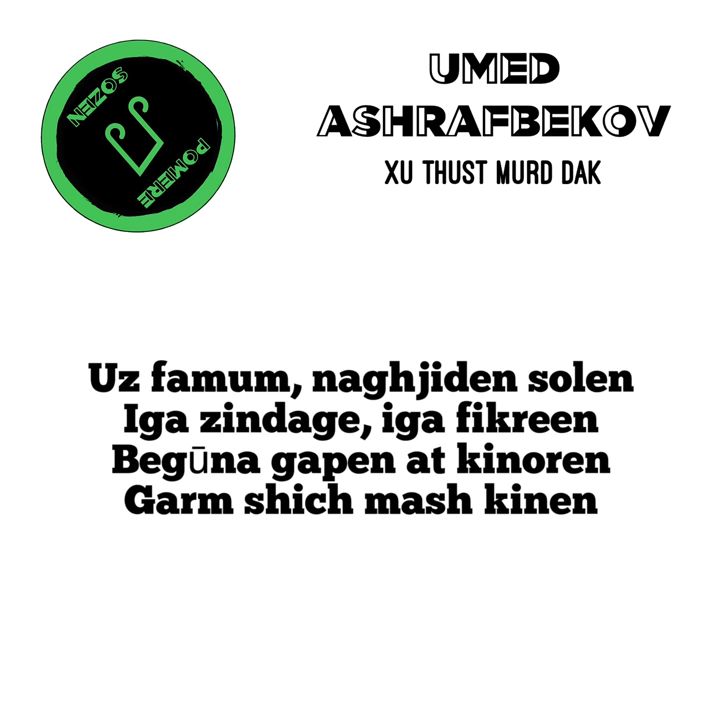 SOZEN
POMERE
UMED
ASHRAFBEKOV
XU THUST MURD DAK
Uz famum, naghjiden solen
Iga zindage, iga fikreen
Begūna gapen at kinoren
Garm shich mash kinen